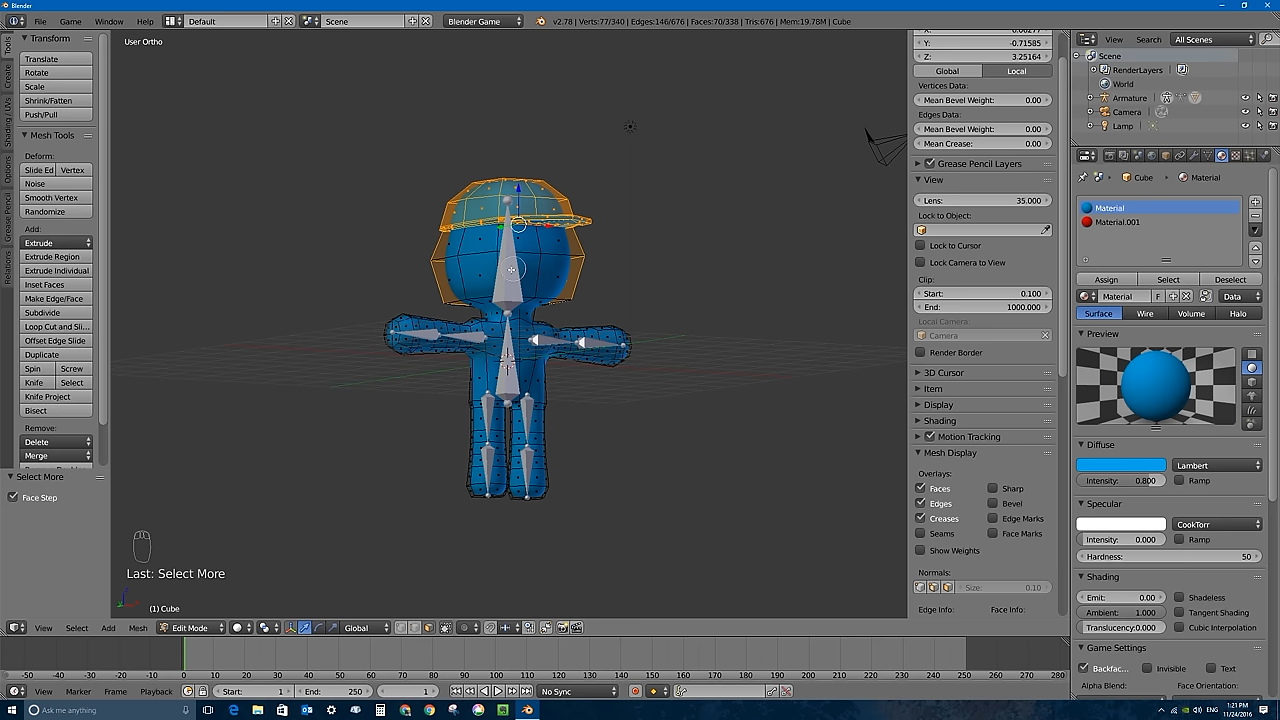 Blender
File Game Window Help Default Scene Blender Game v2.78 | Verts:77/340 | Edges:146/676 | Faces:70/338 | Tris:676 | Mem:19.78M | Cube
View Search All Scenes
Transform
Translate
Rotate
Scale
Shrink/Fatten
Push/Pull
Mesh Tools
Deform:
Slide Ed Vertex
Noise
Smooth Vertex
Randomize
Add:
Extrude
Extrude Region
Extrude Individual
Inset Faces
Make Edge/Face
Subdivide
Loop Cut and Sli...
Offset Edge Slide
Duplicate
Spin Screw
Knife Select
Knife Project
Bisect
Remove:
Delete
Merge
Select More
Face Step
Tools
Create
Shading / UVs
Options
Grease Pencil
Relations
User Ortho
Last: Select More
(1) Cube
Y: -0.71585
Z: 3.25164
Global Local
Vertices Data:
Mean Bevel Weight: 0.00
Edges Data:
Mean Bevel Weight: 0.00
Mean Crease: 0.00
Grease Pencil Layers
View
Lens: 35.000
Lock to Object:
Lock to Cursor
Lock Camera to View
Clip:
Start: 0.100
End: 1000.000
Local Camera:
Camera
Render Border
3D Cursor
Item
Display
Shading
Motion Tracking
Mesh Display
Overlays:
Faces Sharp
Edges Bevel
Creases Edge Marks
Seams Face Marks
Show Weights
Normals:
Size: 0.10
Edge Info: Face Info:
Scene
RenderLayers
World
Armature
Camera
Lamp
Cube Material
Material
Material.001
Assign Select Deselect
Material F Data
Surface Wire Volume Halo
Preview
Diffuse
Lambert
Intensity: 0.800 Ramp
Specular
CookTorr
Intensity: 0.000 Ramp
Hardness: 50
Shading
Emit: 0.00 Shadeless
Ambient: 1.000 Tangent Shading
Translucency:0.000 Cubic Interpolation
Game Settings
Backfac... Invisible Text
Alpha Blend: Face Orientation:
View Select Add Mesh Edit Mode Global
-50 -40 -30 -20 -10 0 10 20 30 40 50 60 70 80 90 100 110 120 130 140 150 160 170 180 190 200 210 220 230 240 250 260 270 280
View Marker Frame Playback Start: 1 End: 250 1 No Sync
Ask me anything
ENG
1:21 PM
11/24/2016